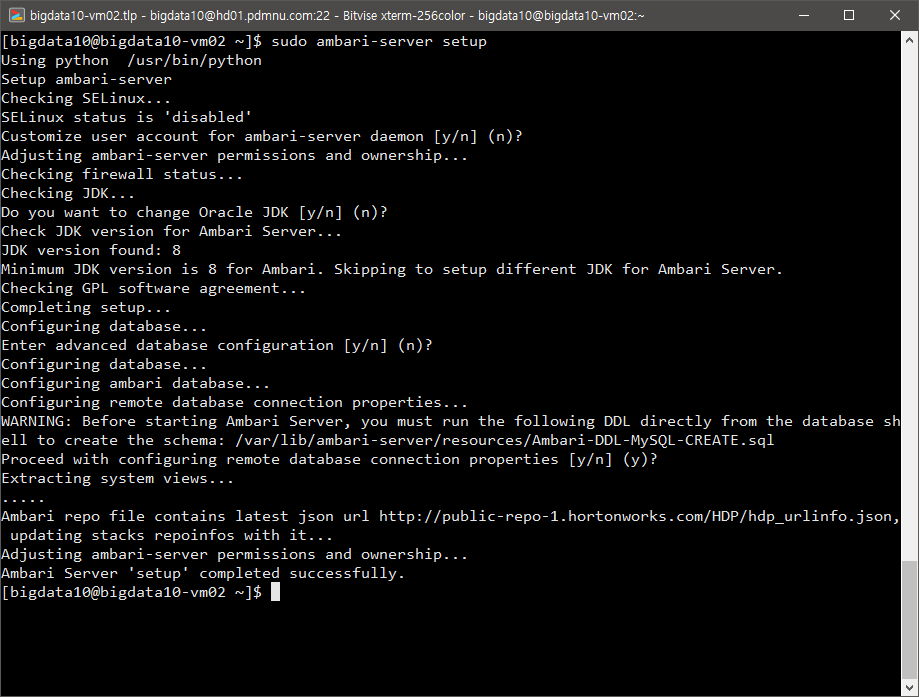 bigdata10-vm02.tlp - bigdata10@hd01.pdmnu.com:22 - Bitvise xterm-256color - bigdata10@bigdata10-vm02:~
[bigdata10@bigdata10-vm02 ~]$ sudo ambari-server setup
Using python  /usr/bin/python
Setup ambari-server
Checking SELinux...
SELinux status is 'disabled'
Customize user account for ambari-server daemon [y/n] (n)?
Adjusting ambari-server permissions and ownership...
Checking firewall status...
Checking JDK...
Do you want to change Oracle JDK [y/n] (n)?
Check JDK version for Ambari Server...
JDK version found: 8
Minimum JDK version is 8 for Ambari. Skipping to setup different JDK for Ambari Server.
Checking GPL software agreement...
Completing setup...
Configuring database...
Enter advanced database configuration [y/n] (n)?
Configuring database...
Configuring ambari database...
Configuring remote database connection properties...
WARNING: Before starting Ambari Server, you must run the following DDL directly from the database sh
ell to create the schema: /var/lib/ambari-server/resources/Ambari-DDL-MySQL-CREATE.sql
Proceed with configuring remote database connection properties [y/n] (y)?
Extracting system views...
.....
Ambari repo file contains latest json url http://public-repo-1.hortonworks.com/HDP/hdp_urlinfo.json,
 updating stacks repoinfos with it...
Adjusting ambari-server permissions and ownership...
Ambari Server 'setup' completed successfully.
[bigdata10@bigdata10-vm02 ~]$